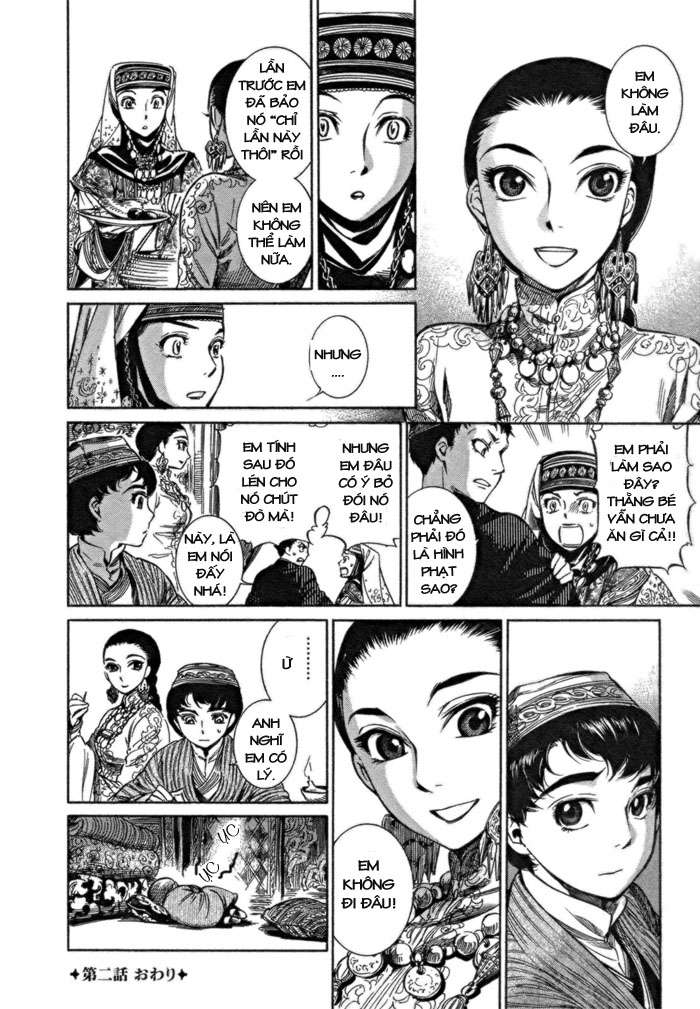 EM
KHÔNG
LÀM
ĐÂU.
LẦN
TRƯỚC EM
ĐÃ BẢO
NÓ “CHỈ
LẦN NÀY
THÔI” RỒI
NÊN EM
KHÔNG
THỂ LÀM
NỮA.
NHƯNG
....
EM PHẢI
LÀM SAO
ĐÂY?
THẰNG BÉ
VẪN CHƯA
ĂN GÌ CẢ!!
CHẲNG
PHẢI ĐÓ
LÀ HÌNH
PHẠT
SAO?
NHƯNG
EM ĐÂU
CÓ Ý BỎ
ĐÓI NÓ
ĐÂU!
EM TÍNH
SAU ĐÓ
LÉN CHO
NÓ CHÚT
ĐỒ MÀ!
NÀY, LÀ
EM NÓI
ĐẤY
NHÁ!
EM
KHÔNG
ĐI ĐÂU!
........
Ừ
ANH
NGHĨ
EM CÓ
LÝ.
ỤC
ỤC
ỤC
✦第二話 おわり✦